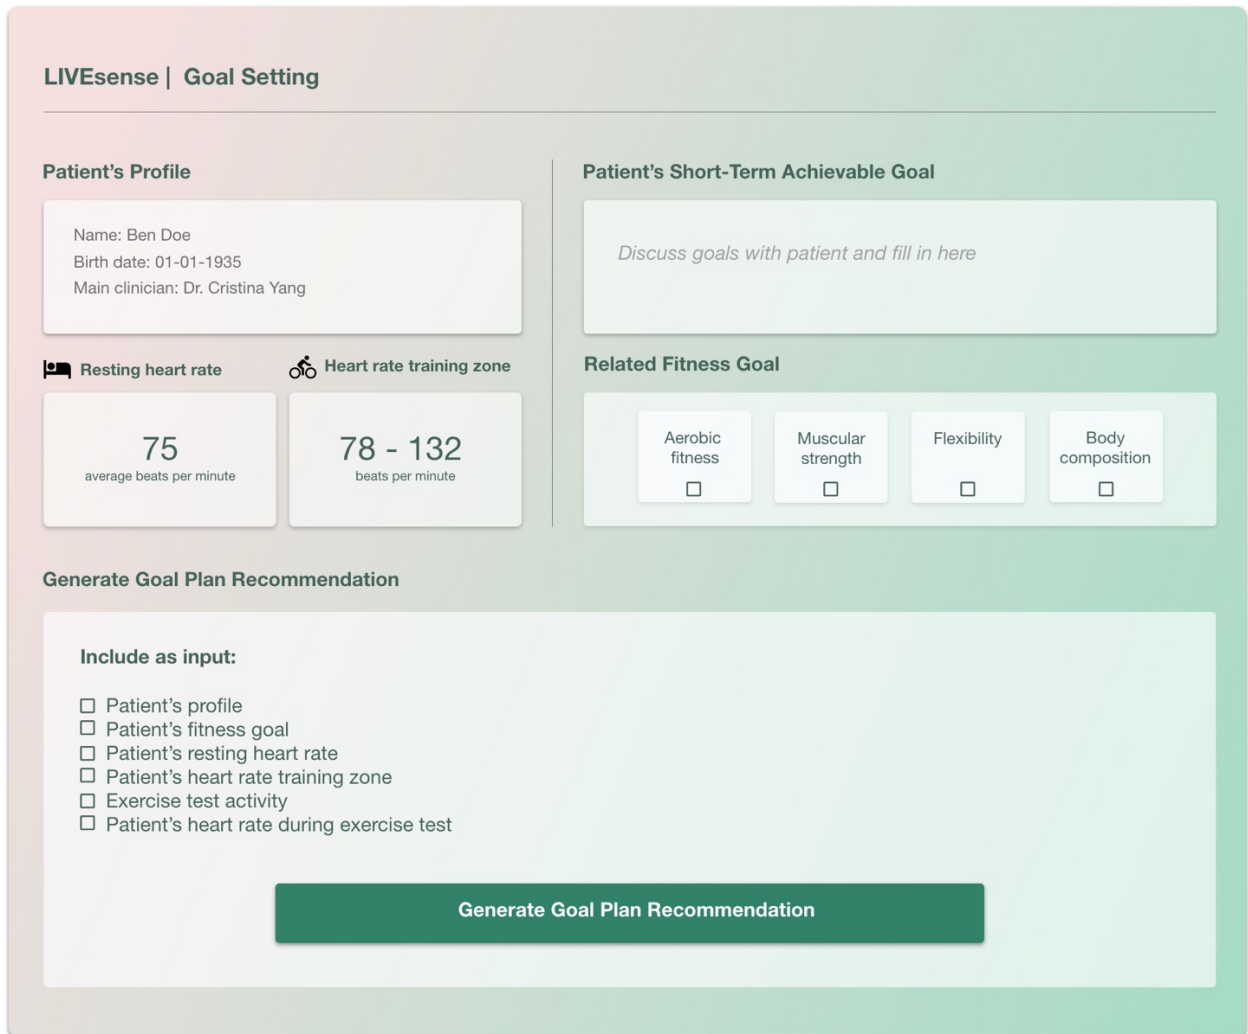 LIVEsense | Goal Setting
Patient's Profile
Name: Ben Doe
Birth date: 01-01-1935
Main clinician: Dr. Cristina Yang
Resting heart rate
75
average beats per minute
Heart rate training zone
78 - 132
beats per minute
Patient's Short-Term Achievable Goal
Discuss goals with patient and fill in here
Related Fitness Goal
Aerobic
fitness
Muscular
strength
Flexibility
Body
composition
Generate Goal Plan Recommendation
Include as input:
Patient's profile
Patient's fitness goal
Patient's resting heart rate
Patient's heart rate training zone
Exercise test activity
Patient's heart rate during exercise test
Generate Goal Plan Recommendation